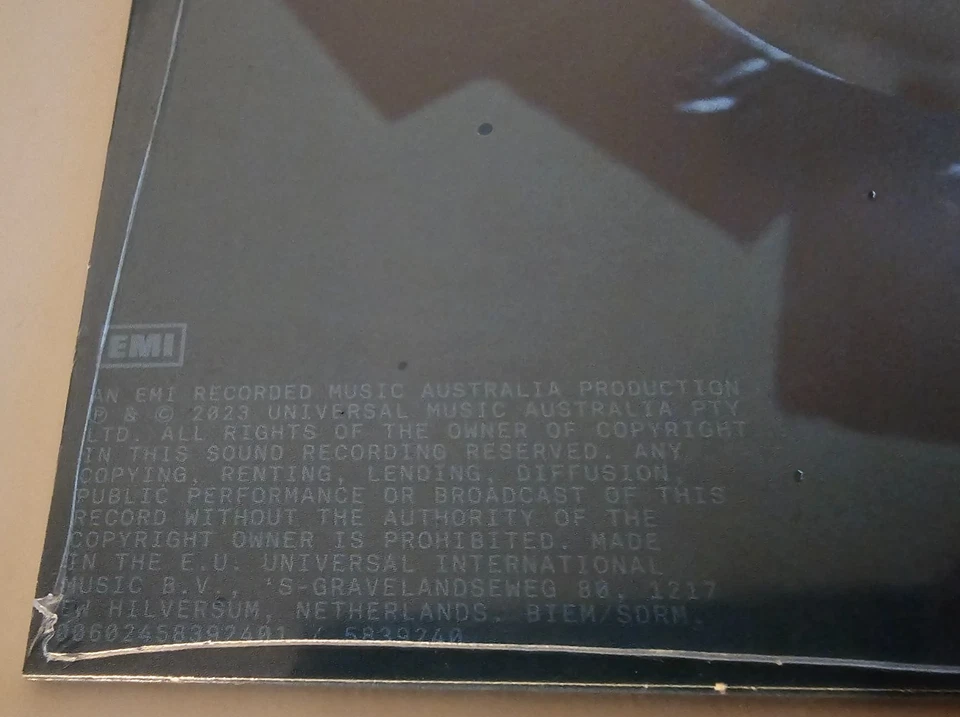 EMI
AN EMI RECORDED MUSIC AUSTRALIA PRODUCTION
℗ & © 2023 UNIVERSAL MUSIC AUSTRALIA PTY
LTD. ALL RIGHTS OF THE OWNER OF COPYRIGHT
IN THIS SOUND RECORDING RESERVED. ANY
COPYING, RENTING, LENDING, DIFFUSION,
PUBLIC PERFORMANCE OR BROADCAST OF THIS
RECORD WITHOUT THE AUTHORITY OF THE
COPYRIGHT OWNER IS PROHIBITED. MADE
IN THE E.U. UNIVERSAL INTERNATIONAL
MUSIC B.V., 'S-GRAVELANDSEWEG 80, 1217
EW HILVERSUM, NETHERLANDS. BIEM/SDRM.
00602458392401 / 5839240